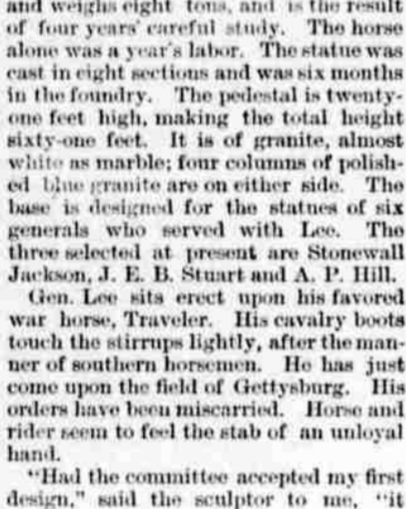 and weighs eight tons, and is the result
of four years' careful study. The horse
alone was a year's labor. The statue was
cast in eight sections and was six months
in the foundry. The pedestal is twenty-
one feet high, making the total height
sixty-one feet. It is of granite, almost
white as marble; four columns of polish-
ed blue granite are on either side. The
base is designed for the statues of six
generals who served with Lee. The
three selected at present are Stonewall
Jackson, J. E. B. Stuart and A. P. Hill.
Gen. Lee sits erect upon his favored
war horse, Traveler. His cavalry boots
touch the stirrups lightly, after the man-
ner of southern horsemen. He has just
come upon the field of Gettysburg. His
orders have been miscarried. Horse and
rider seem to feel the stab of an unloyal
hand.
"Had the committee accepted my first
design," said the sculptor to me, "it